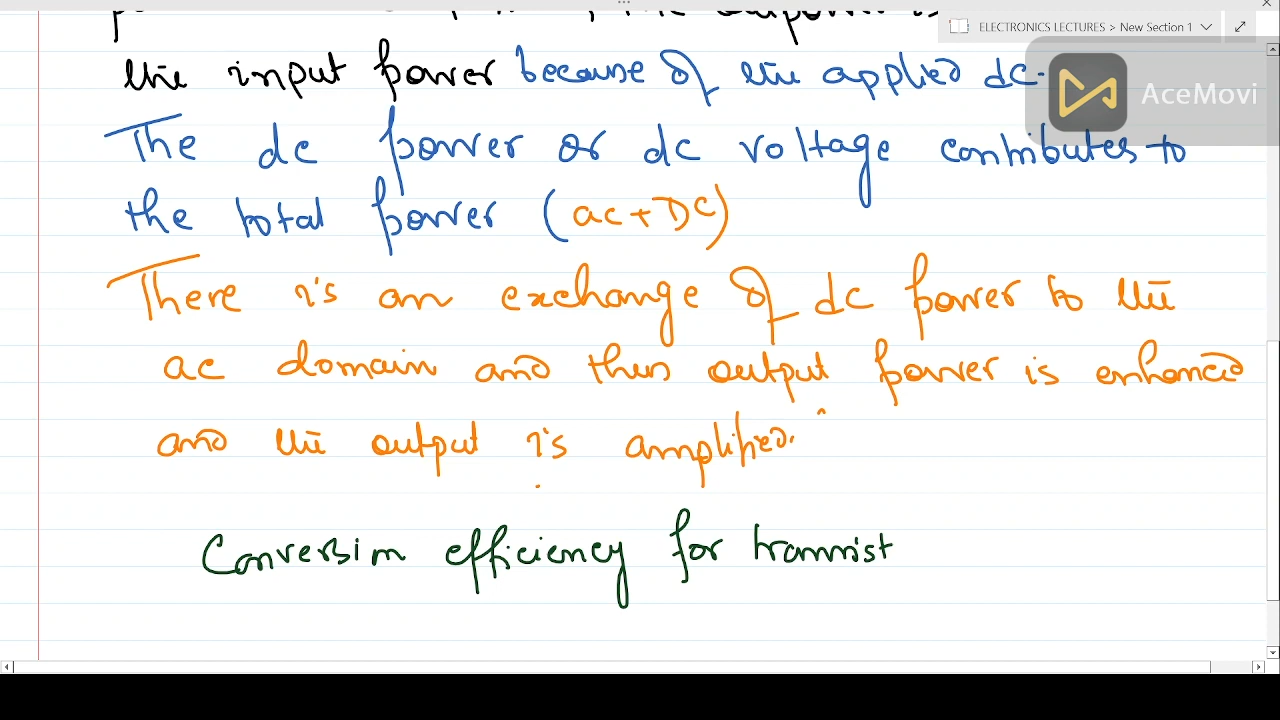 ELECTRONICS LECTURES > New Section 1
the input power because of the applied dc.
AceMovi
The dc power or dc voltage contributes to
the total power (ac + DC)
There is an exchange of dc power to the
ac domain and thus output power is enhanced
and the output is amplified.
Conversion efficiency for trannist